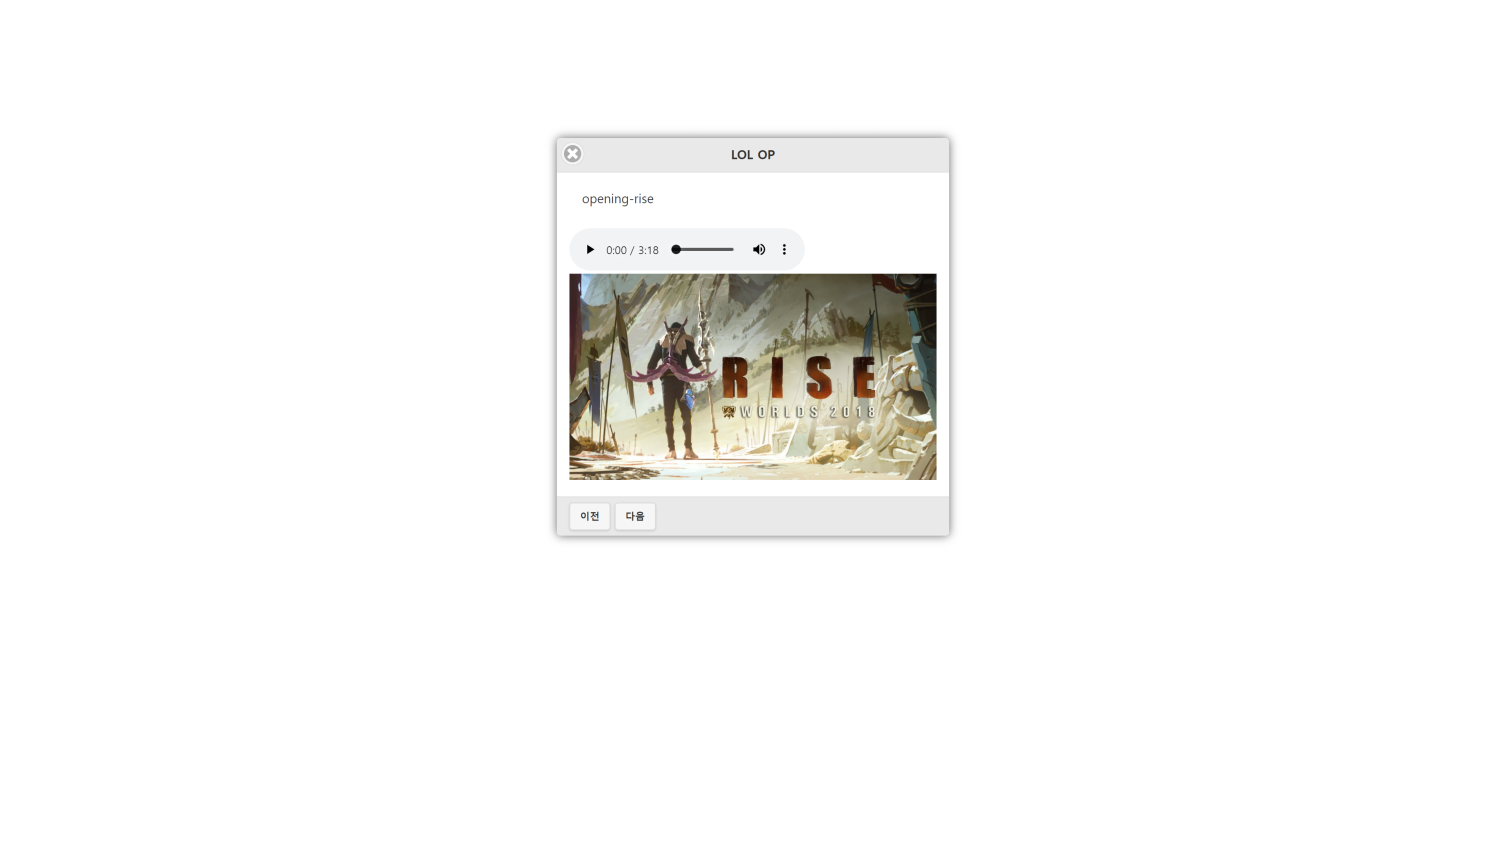 LOL OP
opening-rise
0:00 / 3:18
RISE
WORLDS 2018
이전 다음